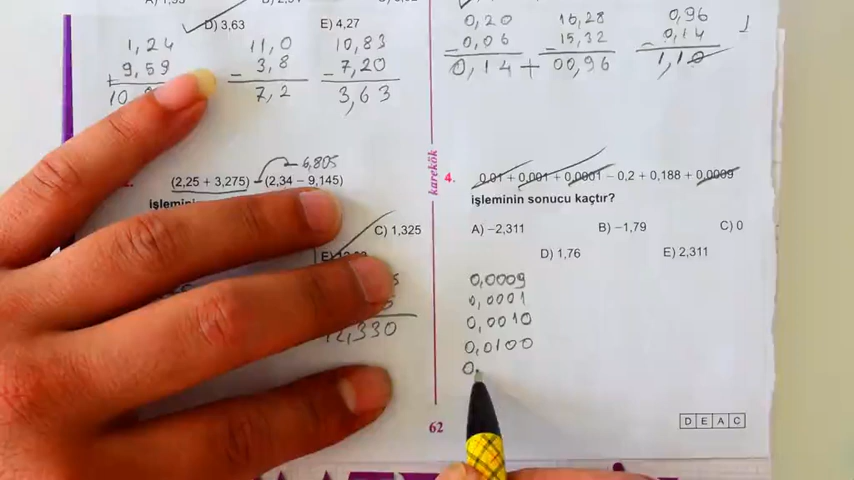 D) 3,63
E) 4,27
1,24
+ 9,59
10
11,0
- 3,8
7,2
10,83
- 7,20
3,63
6,805
(2,25 + 3,275) - (2,34 - 9,145)
C) 1,325
12,330
0,20
- 0,06
0,14 +
16,28
- 15,32
00,96
0,96
0,14
1,10
karekök
4. 0,01 + 0,001 + 0,0001 - 0,2 + 0,188 + 0,0009
işleminin sonucu kaçtır?
A) -2,311
B) -1,79
C) 0
D) 1,76
E) 2,311
0,0009
0,0001
0,0010
0,0100
0,
62
D E A C